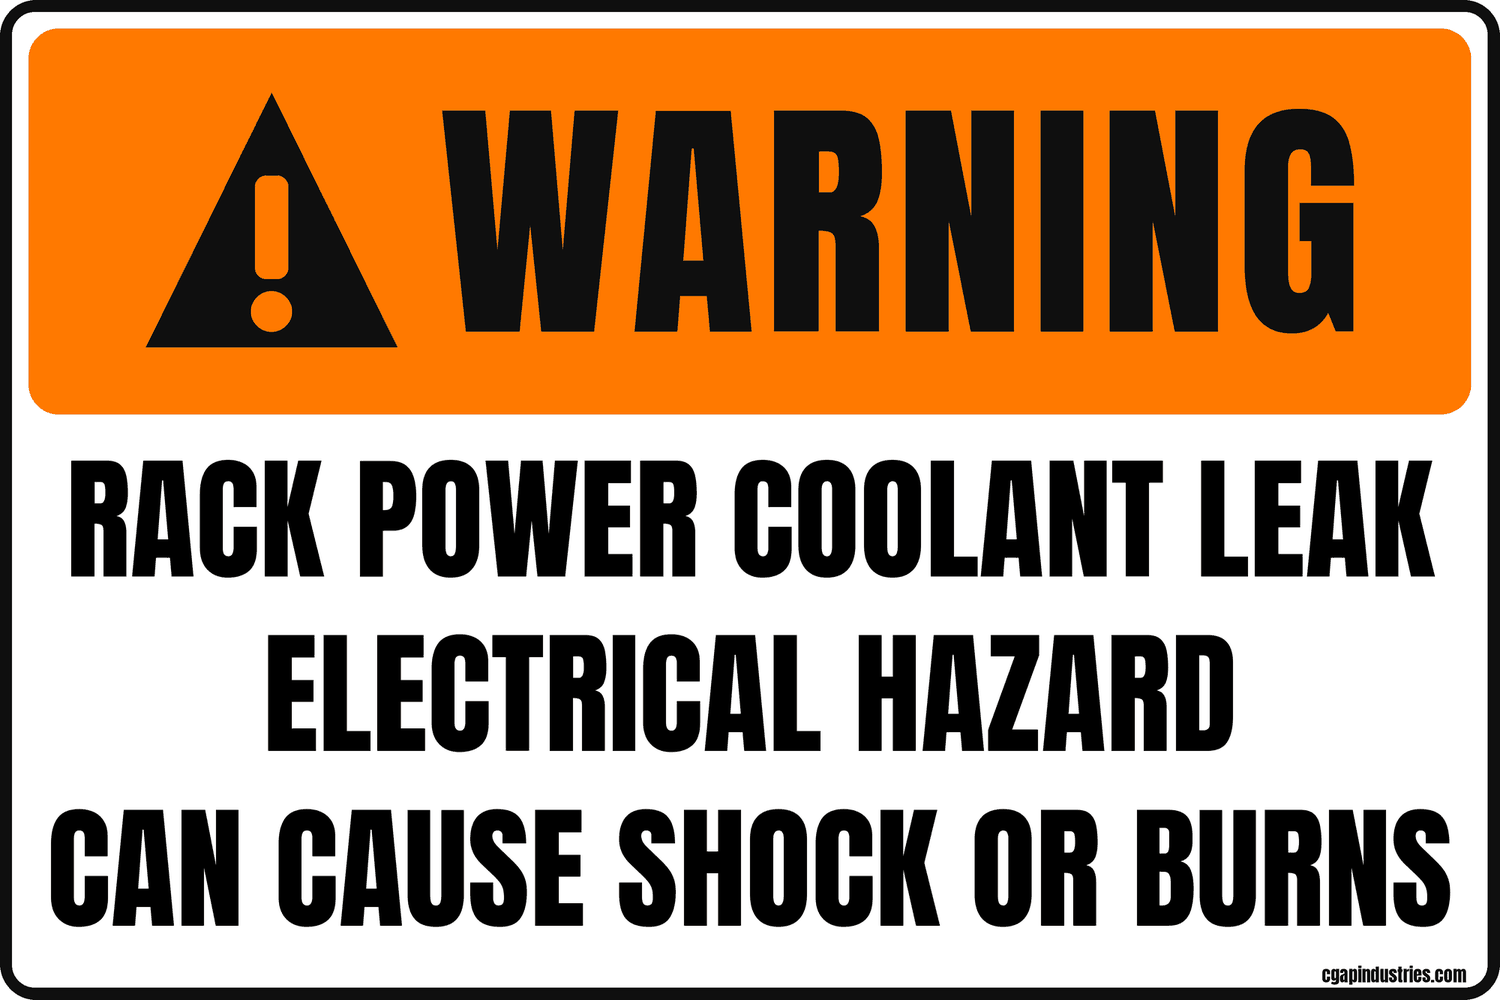 WARNING
RACK POWER COOLANT LEAK
ELECTRICAL HAZARD
CAN CAUSE SHOCK OR BURNS
cgapindustries.com